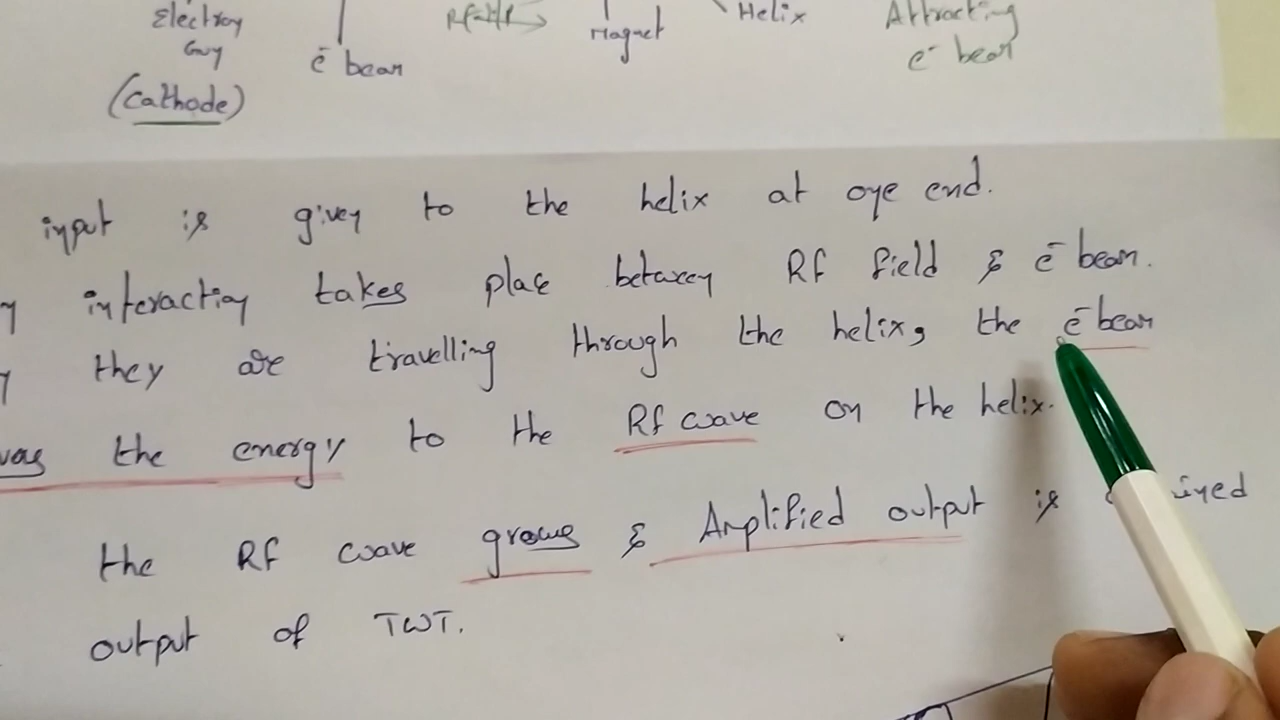 Electron Gun
(Cathode)
e⁻ beam
RF I/P
Magnet
Helix
Attracting e⁻ beam
input is given to the helix at one end.
interaction takes place between RF field & e⁻ beam.
they are travelling through the helix, the e⁻ beam
the energy to the RF wave on the helix.
the RF wave grows & Amplified output is
output of TWT.